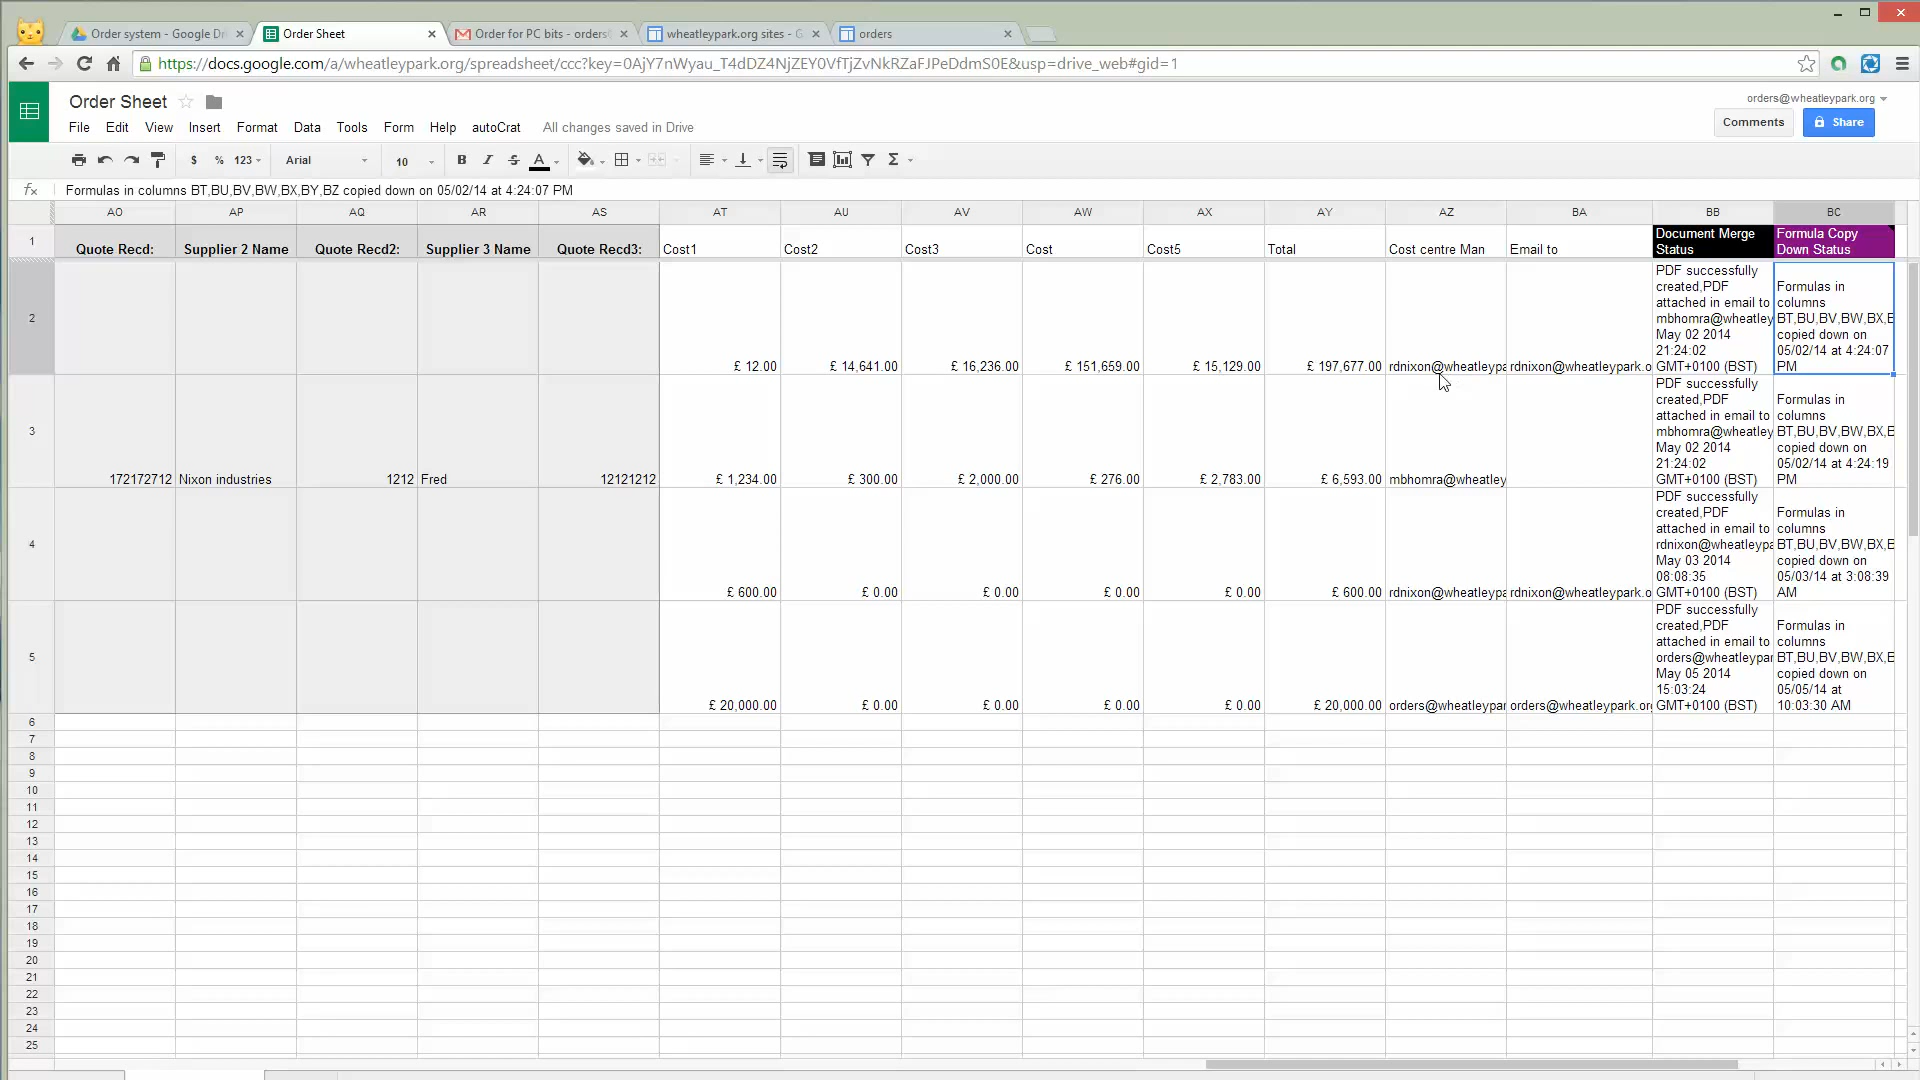 Order system - Google Dri
Order Sheet
Order for PC bits - orders@
wheatleypark.org sites - G
orders
https://docs.google.com/a/wheatleypark.org/spreadsheet/ccc?key=0AjY7nWyau_T4dDZ4NjZEY0VfTjZvNkRZaFJPeDdmS0E&usp=drive_web#gid=1
Order Sheet
orders@wheatleypark.org
File Edit View Insert Format Data Tools Form Help autoCrat All changes saved in Drive
Comments
Share
$ % 123 Arial 10 B I S A Σ
fx Formulas in columns BT,BU,BV,BW,BX,BY,BZ copied down on 05/02/14 at 4:24:07 PM
AO AP AQ AR AS AT AU AV AW AX AY AZ BA BB BC
1 Quote Recd: Supplier 2 Name Quote Recd2: Supplier 3 Name Quote Recd3: Cost1 Cost2 Cost3 Cost Cost5 Total Cost centre Man Email to
Document Merge
Status
Formula Copy
Down Status
2
£ 12.00 £ 14,641.00 £ 16,236.00 £ 151,659.00 £ 15,129.00 £ 197,677.00 rdnixon@wheatleypa rdnixon@wheatleypark.o
PDF successfully
created,PDF
attached in email to
mbhomra@wheatley
May 02 2014
21:24:02
GMT+0100 (BST)
Formulas in
columns
BT,BU,BV,BW,BX,B
copied down on
05/02/14 at 4:24:07
PM
3
172172712 Nixon industries 1212 Fred 12121212 £ 1,234.00 £ 300.00 £ 2,000.00 £ 276.00 £ 2,783.00 £ 6,593.00 mbhomra@wheatley
PDF successfully
created,PDF
attached in email to
mbhomra@wheatley
May 02 2014
21:24:02
GMT+0100 (BST)
Formulas in
columns
BT,BU,BV,BW,BX,B
copied down on
05/02/14 at 4:24:19
PM
4
£ 600.00 £ 0.00 £ 0.00 £ 0.00 £ 0.00 £ 600.00 rdnixon@wheatleypa rdnixon@wheatleypark.o
PDF successfully
created,PDF
attached in email to
rdnixon@wheatleypa
May 03 2014
08:08:35
GMT+0100 (BST)
Formulas in
columns
BT,BU,BV,BW,BX,B
copied down on
05/03/14 at 3:08:39
AM
5
£ 20,000.00 £ 0.00 £ 0.00 £ 0.00 £ 0.00 £ 20,000.00 orders@wheatleypar orders@wheatleypark.org
PDF successfully
created,PDF
attached in email to
orders@wheatleypar
May 05 2014
15:03:24
GMT+0100 (BST)
Formulas in
columns
BT,BU,BV,BW,BX,B
copied down on
05/05/14 at
10:03:30 AM
6
7
8
9
10
11
12
13
14
15
16
17
18
19
20
21
22
23
24
25